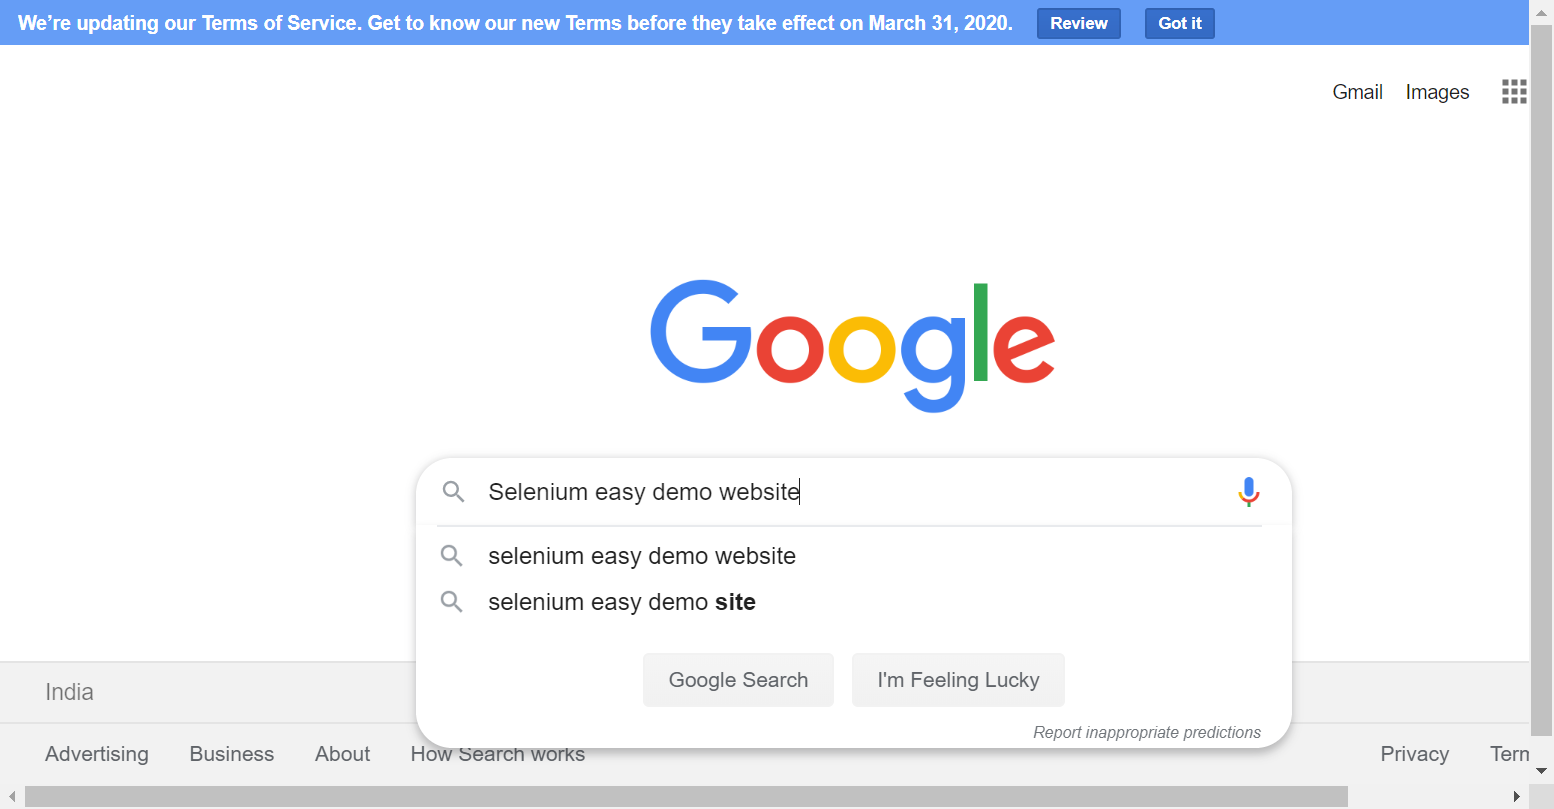 We’re updating our Terms of Service. Get to know our new Terms before they take effect on March 31, 2020. Review Got it
Gmail Images
Google
Selenium easy demo website
selenium easy demo website
selenium easy demo site
Google Search I'm Feeling Lucky
Report inappropriate predictions
India
Advertising Business About How Search works Privacy Term